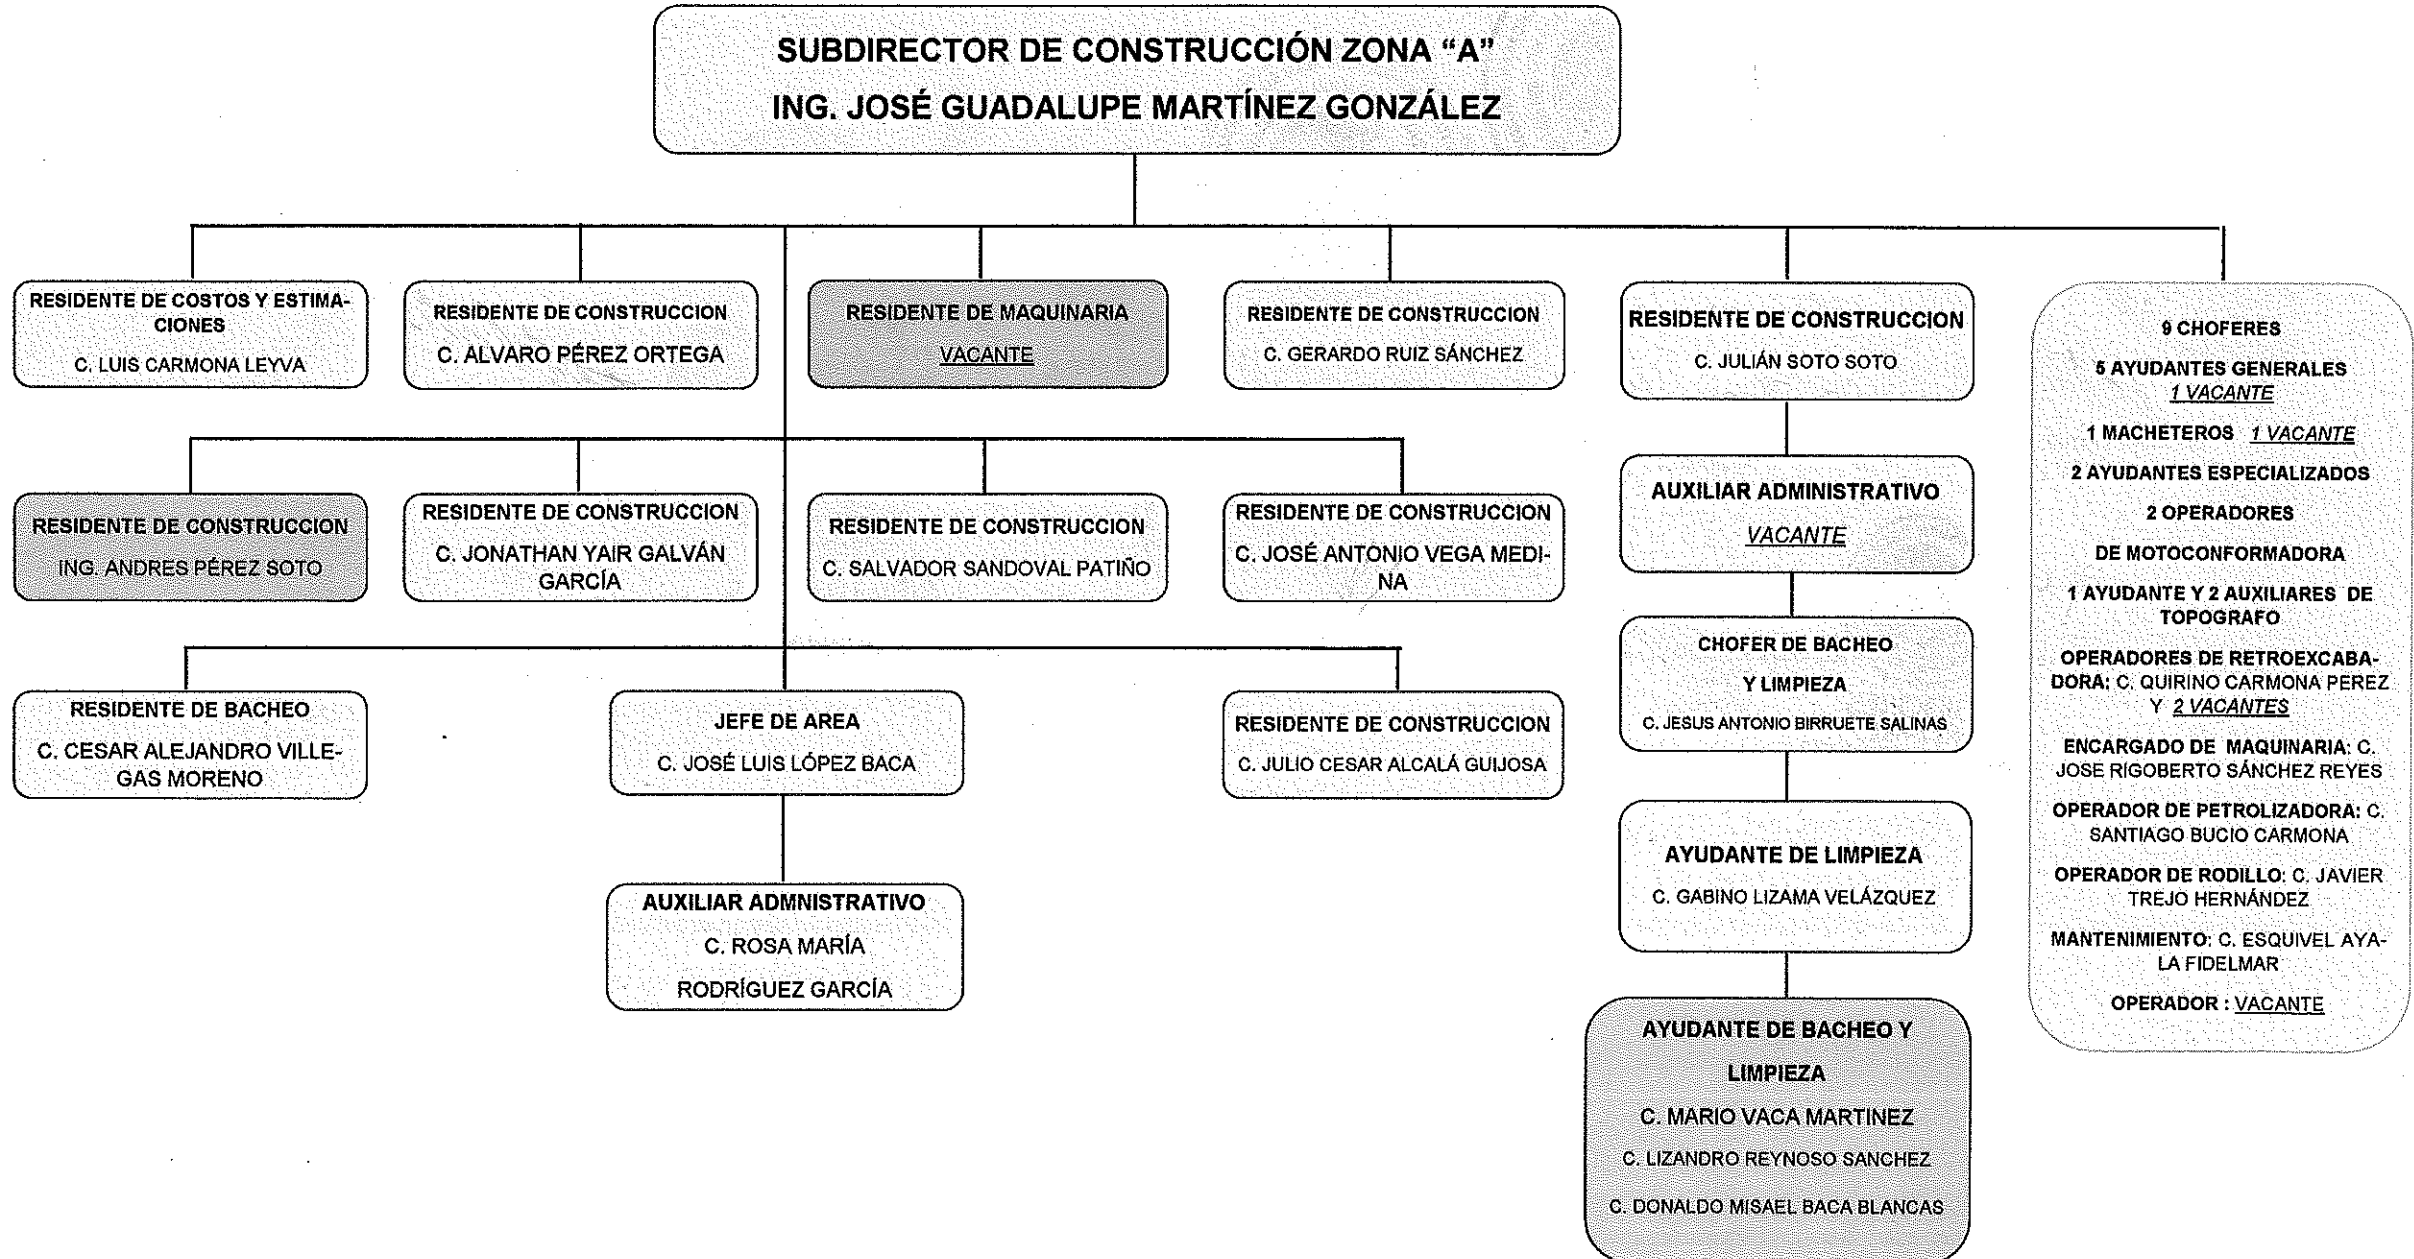 SUBDIRECTOR DE CONSTRUCCIÓN ZONA “A”
ING. JOSÉ GUADALUPE MARTÍNEZ GONZÁLEZ
RESIDENTE DE COSTOS Y ESTIMA-
CIONES
C. LUIS CARMONA LEYVA
RESIDENTE DE CONSTRUCCION
C. ALVARO PÉREZ ORTEGA
RESIDENTE DE MAQUINARIA
VACANTE
RESIDENTE DE CONSTRUCCION
C. GERARDO RUIZ SÁNCHEZ
RESIDENTE DE CONSTRUCCION
C. JULIÁN SOTO SOTO
RESIDENTE DE CONSTRUCCION
ING. ANDRES PÉREZ SOTO
RESIDENTE DE CONSTRUCCION
C. JONATHAN YAIR GALVÁN
GARCÍA
RESIDENTE DE CONSTRUCCION
C. SALVADOR SANDOVAL PATIÑO
RESIDENTE DE CONSTRUCCION
C. JOSÉ ANTONIO VEGA MEDI-
NA
AUXILIAR ADMINISTRATIVO
VACANTE
RESIDENTE DE BACHEO
C. CESAR ALEJANDRO VILLE-
GAS MORENO
JEFE DE AREA
C. JOSÉ LUIS LÓPEZ BACA
RESIDENTE DE CONSTRUCCION
C. JULIO CESAR ALCALÁ GUIJOSA
CHOFER DE BACHEO
Y LIMPIEZA
C. JESUS ANTONIO BIRRUETE SALINAS
AUXILIAR ADMNISTRATIVO
C. ROSA MARÍA
RODRÍGUEZ GARCÍA
AYUDANTE DE LIMPIEZA
C. GABINO LIZAMA VELÁZQUEZ
AYUDANTE DE BACHEO Y
LIMPIEZA
C. MARIO VACA MARTINEZ
C. LIZANDRO REYNOSO SANCHEZ
C. DONALDO MISAEL BACA BLANCAS
9 CHOFERES
5 AYUDANTES GENERALES
1 VACANTE
1 MACHETEROS 1 VACANTE
2 AYUDANTES ESPECIALIZADOS
2 OPERADORES
DE MOTOCONFORMADORA
1 AYUDANTE Y 2 AUXILIARES DE
TOPOGRAFO
OPERADORES DE RETROEXCABA-
DORA: C. QUIRINO CARMONA PEREZ
Y 2 VACANTES
ENCARGADO DE MAQUINARIA: C.
JOSE RIGOBERTO SÁNCHEZ REYES
OPERADOR DE PETROLIZADORA: C.
SANTIAGO BUCIO CARMONA
OPERADOR DE RODILLO: C. JAVIER
TREJO HERNÁNDEZ
MANTENIMIENTO: C. ESQUIVEL AYA-
LA FIDELMAR
OPERADOR : VACANTE